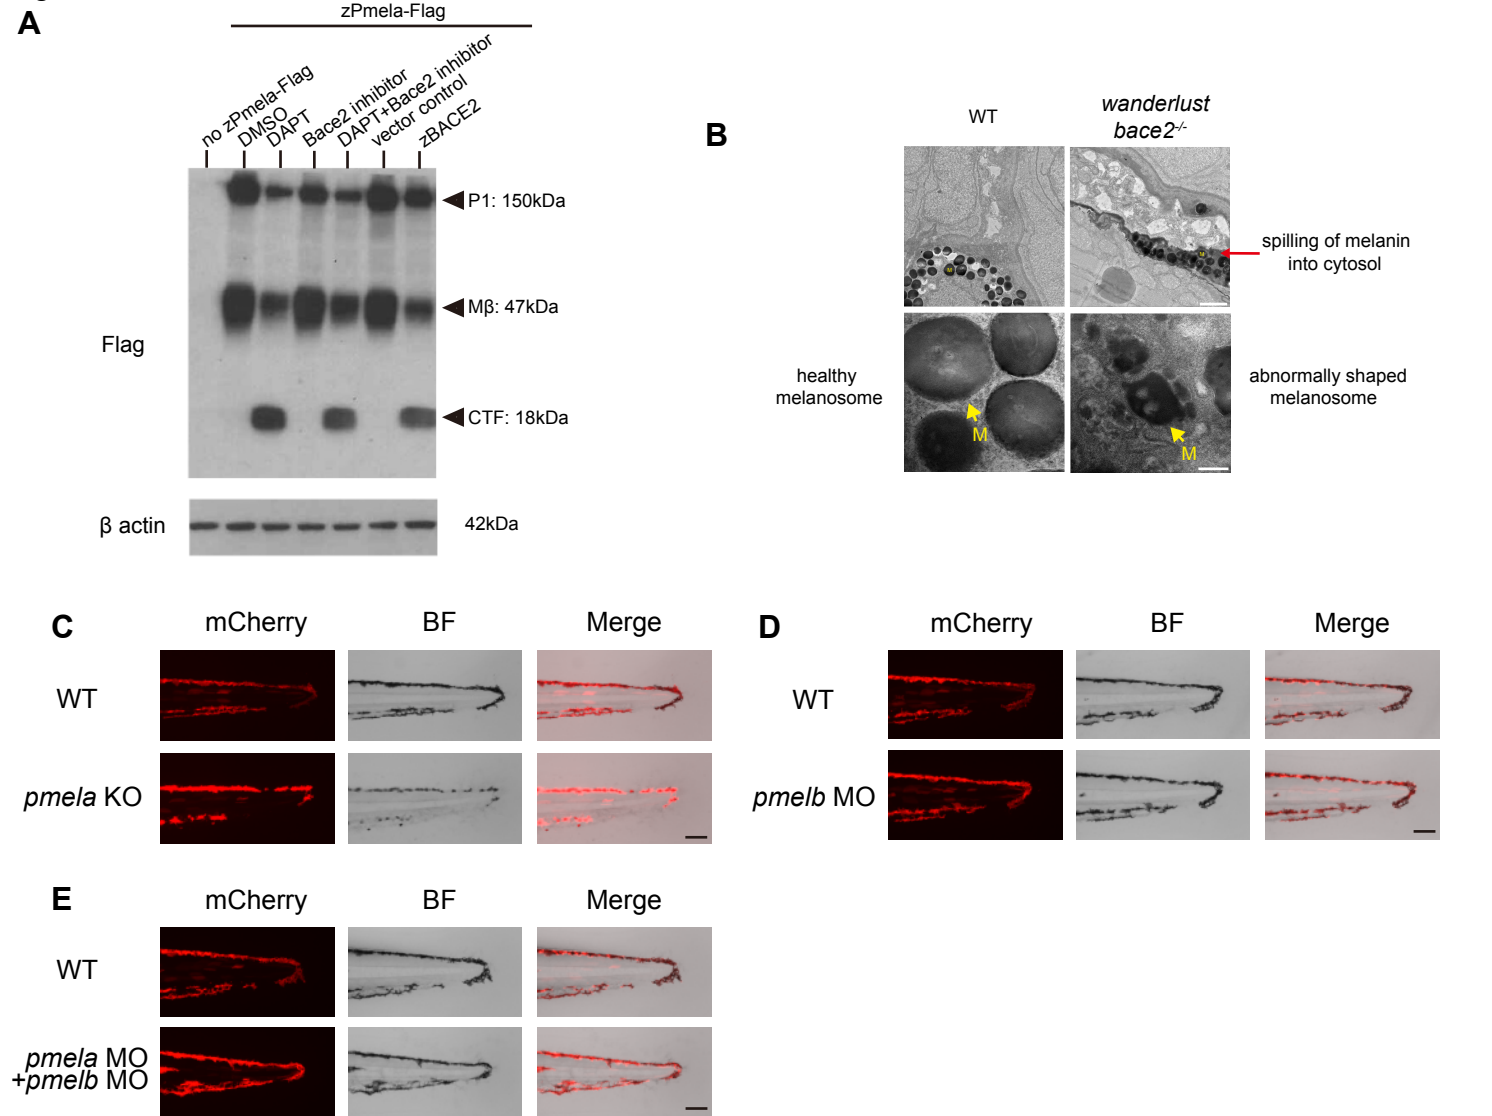 A
zPmela-Flag
no zPmela-Flag
DMSO
DAPT
Bace2 inhibitor
DAPT+Bace2 inhibitor
vector control
zBACE2
P1: 150kDa
Mβ: 47kDa
CTF: 18kDa
Flag
β actin
42kDa
B
WT
wanderlust
bace2-/-
M
M
spilling of melanin
into cytosol
healthy
melanosome
M
M
abnormally shaped
melanosome
C
mCherry
BF
Merge
WT
pmela KO
D
mCherry
BF
Merge
WT
pmelb MO
E
mCherry
BF
Merge
WT
pmela MO
+pmelb MO